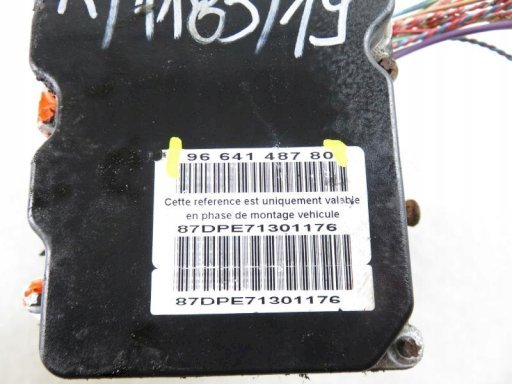 96 641 487 80
Cette reference est uniquement valable
en phase de montage vehicule
87DPE71301176
87DPE71301176